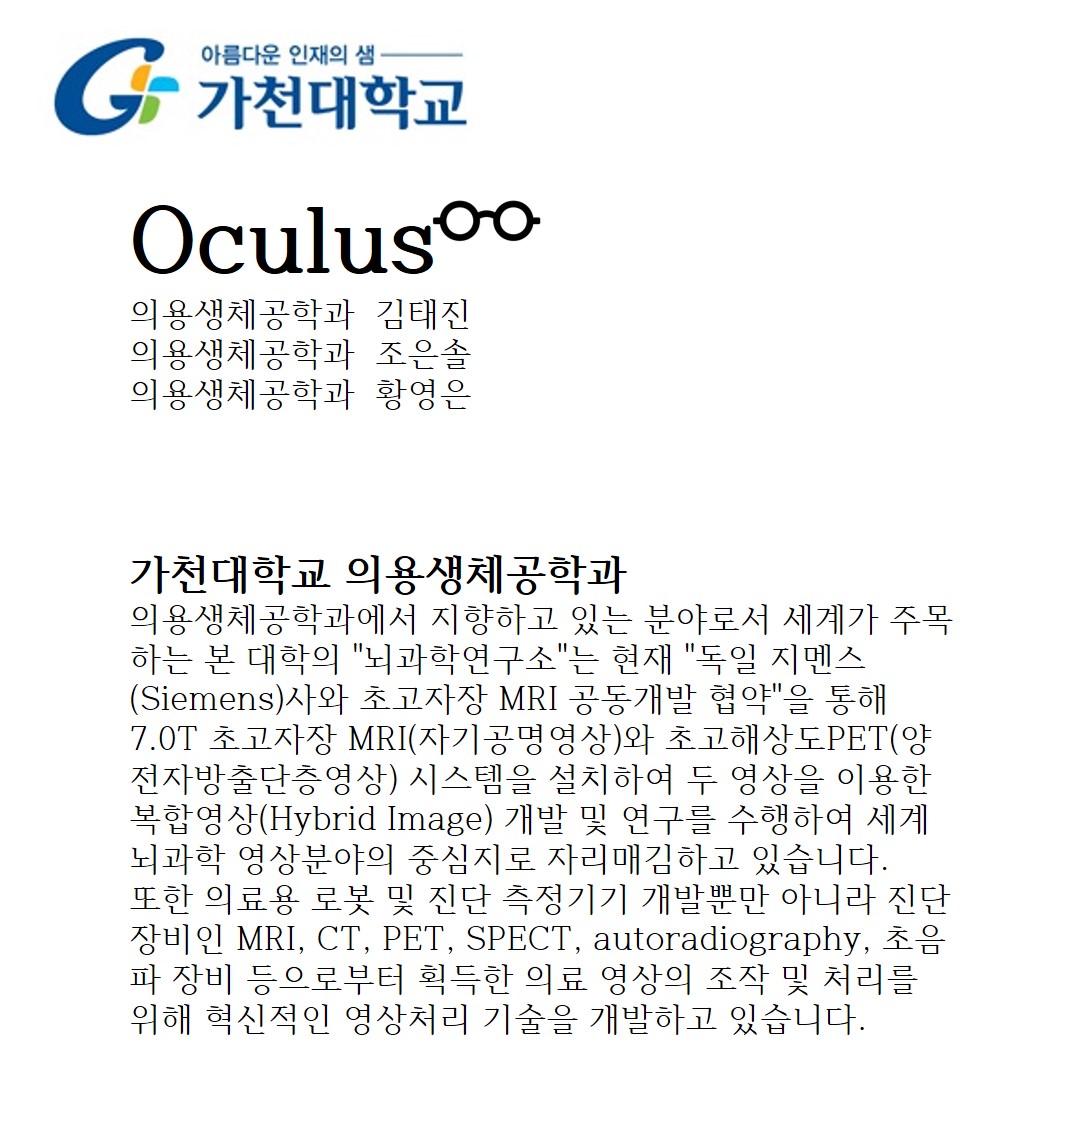 아름다운 인재의 샘
가천대학교
Oculus
의용생체공학과 김태진
의용생체공학과 조은솔
의용생체공학과 황영은
가천대학교 의용생체공학과
의용생체공학과에서 지향하고 있는 분야로서 세계가 주목
하는 본 대학의 "뇌과학연구소"는 현재 "독일 지멘스
(Siemens)사와 초고자장 MRI 공동개발 협약"을 통해
7.0T 초고자장 MRI(자기공명영상)와 초고해상도PET(양
전자방출단층영상) 시스템을 설치하여 두 영상을 이용한
복합영상(Hybrid Image) 개발 및 연구를 수행하여 세계
뇌과학 영상분야의 중심지로 자리매김하고 있습니다.
또한 의료용 로봇 및 진단 측정기기 개발뿐만 아니라 진단
장비인 MRI, CT, PET, SPECT, autoradiography, 초음
파 장비 등으로부터 획득한 의료 영상의 조작 및 처리를
위해 혁신적인 영상처리 기술을 개발하고 있습니다.